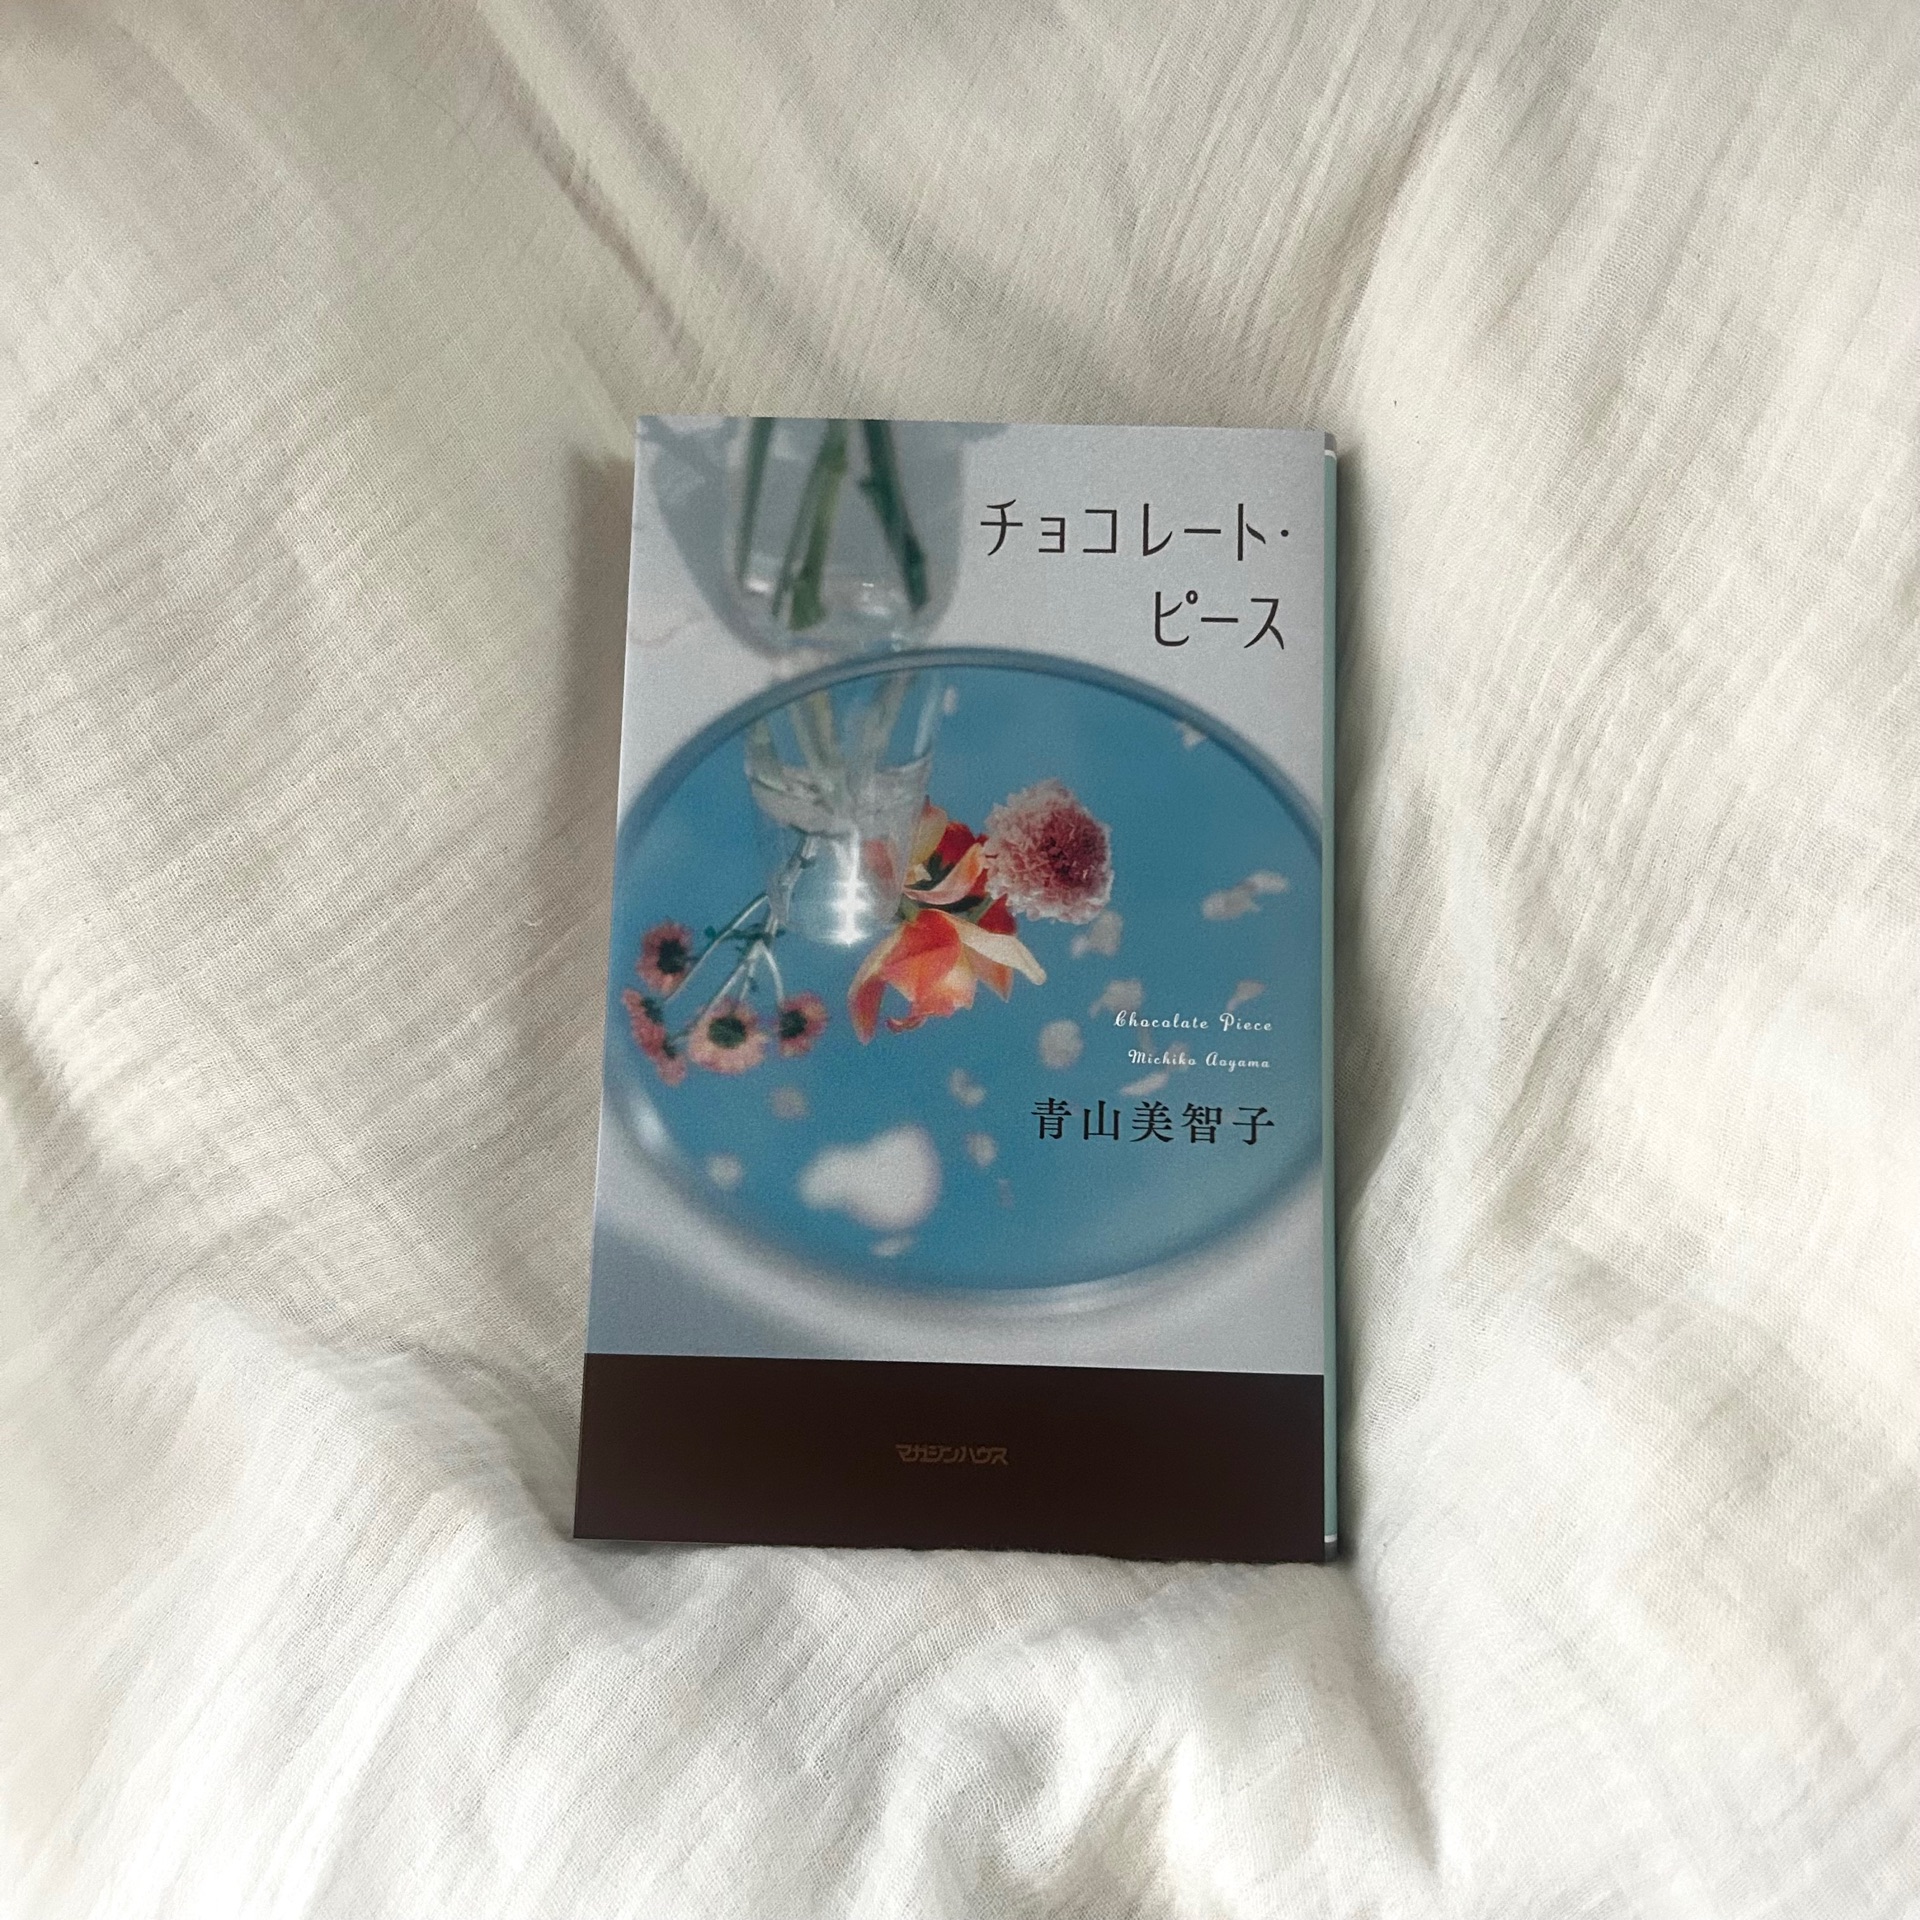 チョコレート・
ピース
Chocolate Piece
Michiko Aoyama
青山美智子
マガジンハウス